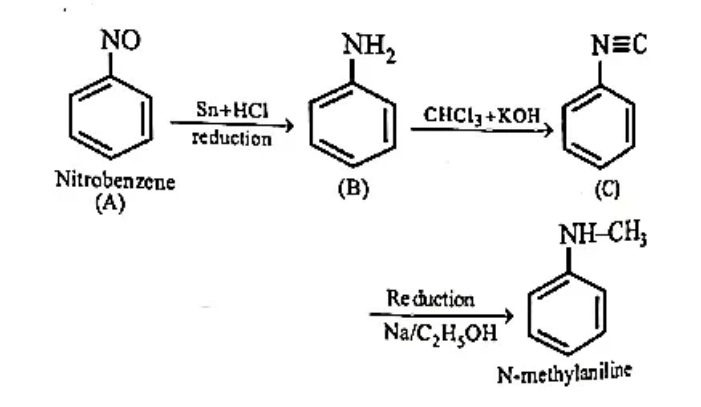 NO
Nitrobenzene
(A)
Sn+HCl
reduction
NH₂
(B)
CHCl₃+KOH
N≡C
(C)
Reduction
Na/C₂H₅OH
NH–CH₃
N-methylaniline